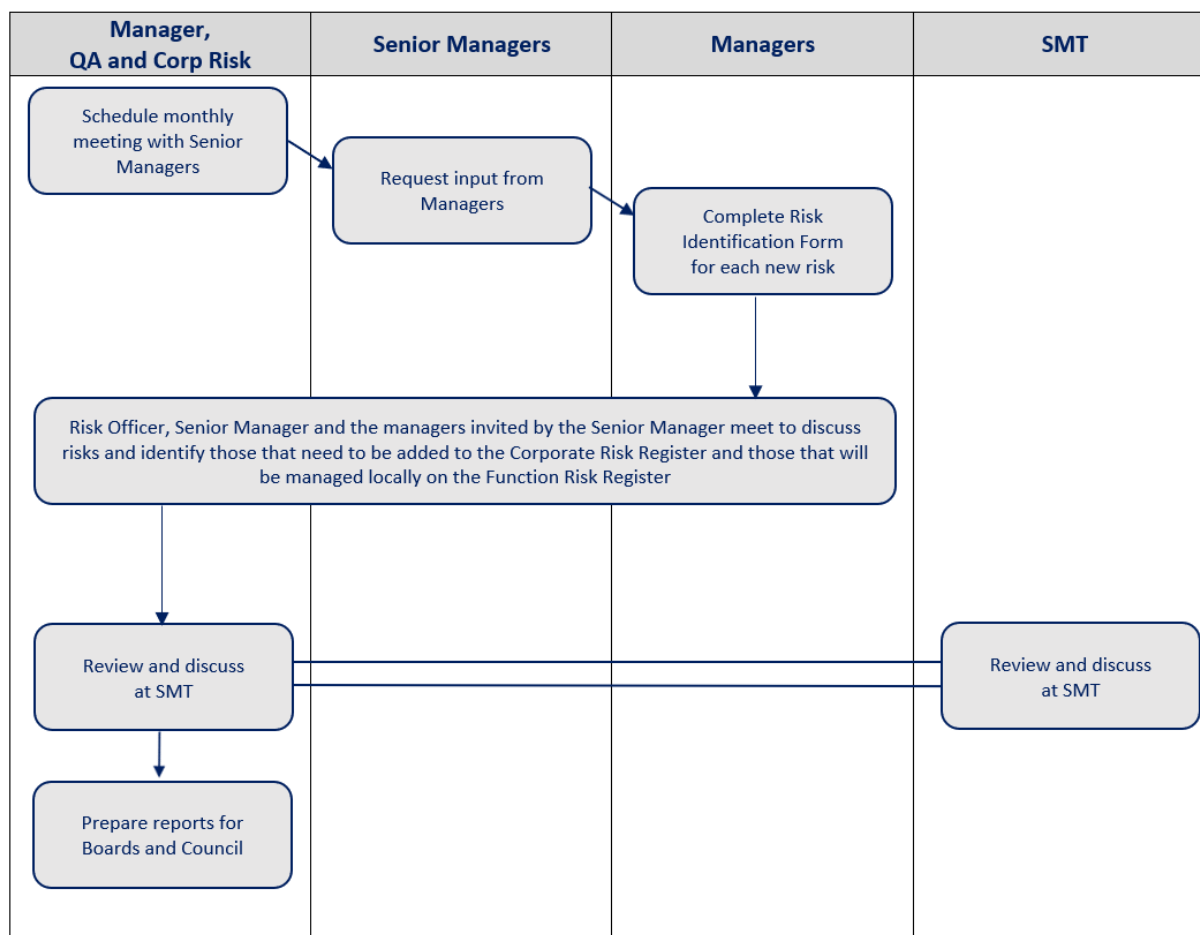 Manager,
QA and Corp Risk
Senior Managers
Managers
SMT
Schedule monthly
meeting with Senior
Managers
Request input from
Managers
Complete Risk
Identification Form
for each new risk
Risk Officer, Senior Manager and the managers invited by the Senior Manager meet to discuss
risks and identify those that need to be added to the Corporate Risk Register and those that will
be managed locally on the Function Risk Register
Review and discuss
at SMT
Review and discuss
at SMT
Prepare reports for
Boards and Council